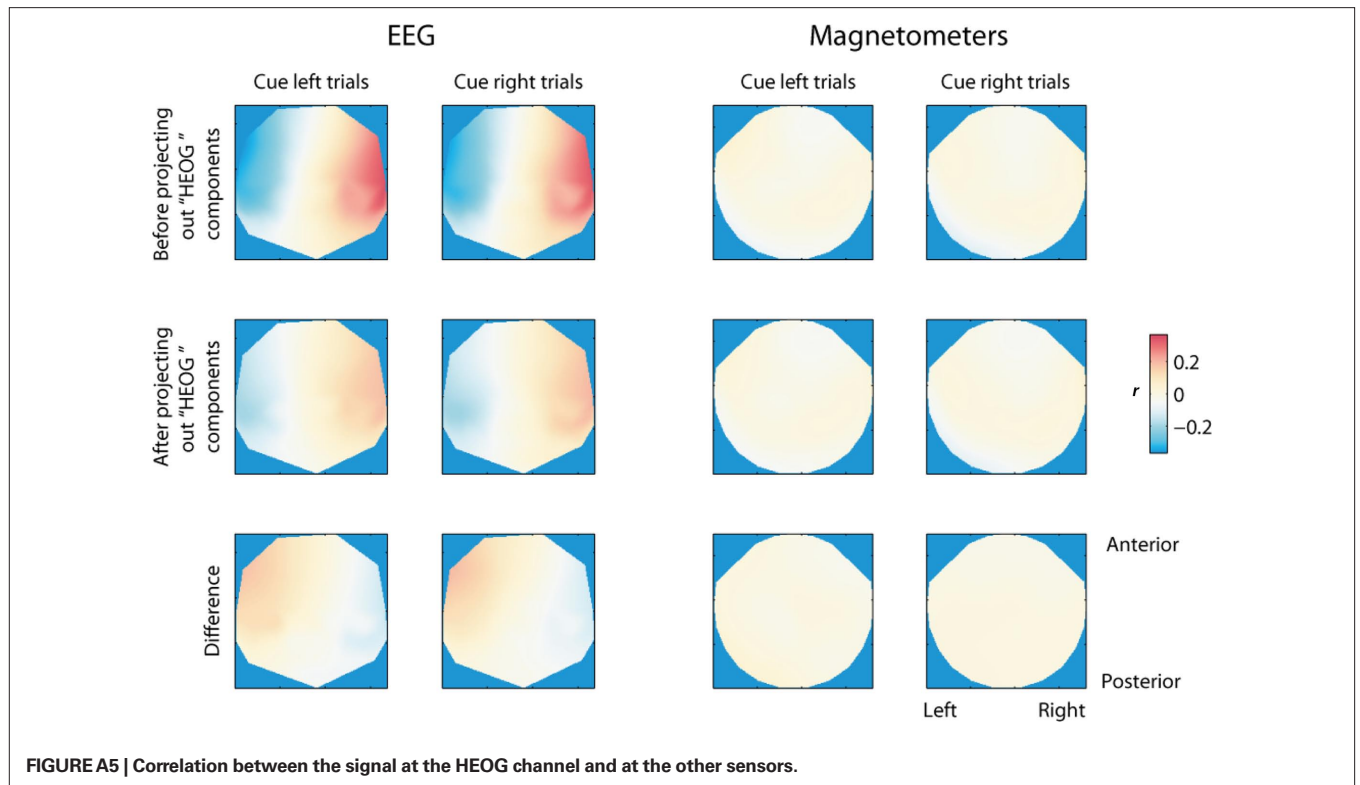 EEG
Magnetometers
Cue left trials
Cue right trials
Cue left trials
Cue right trials
Before projecting
out “HEOG”
components
After projecting
out “HEOG”
components
r
0.2
0
−0.2
Difference
Anterior
Posterior
Left
Right
FIGURE A5 | Correlation between the signal at the HEOG channel and at the other sensors.